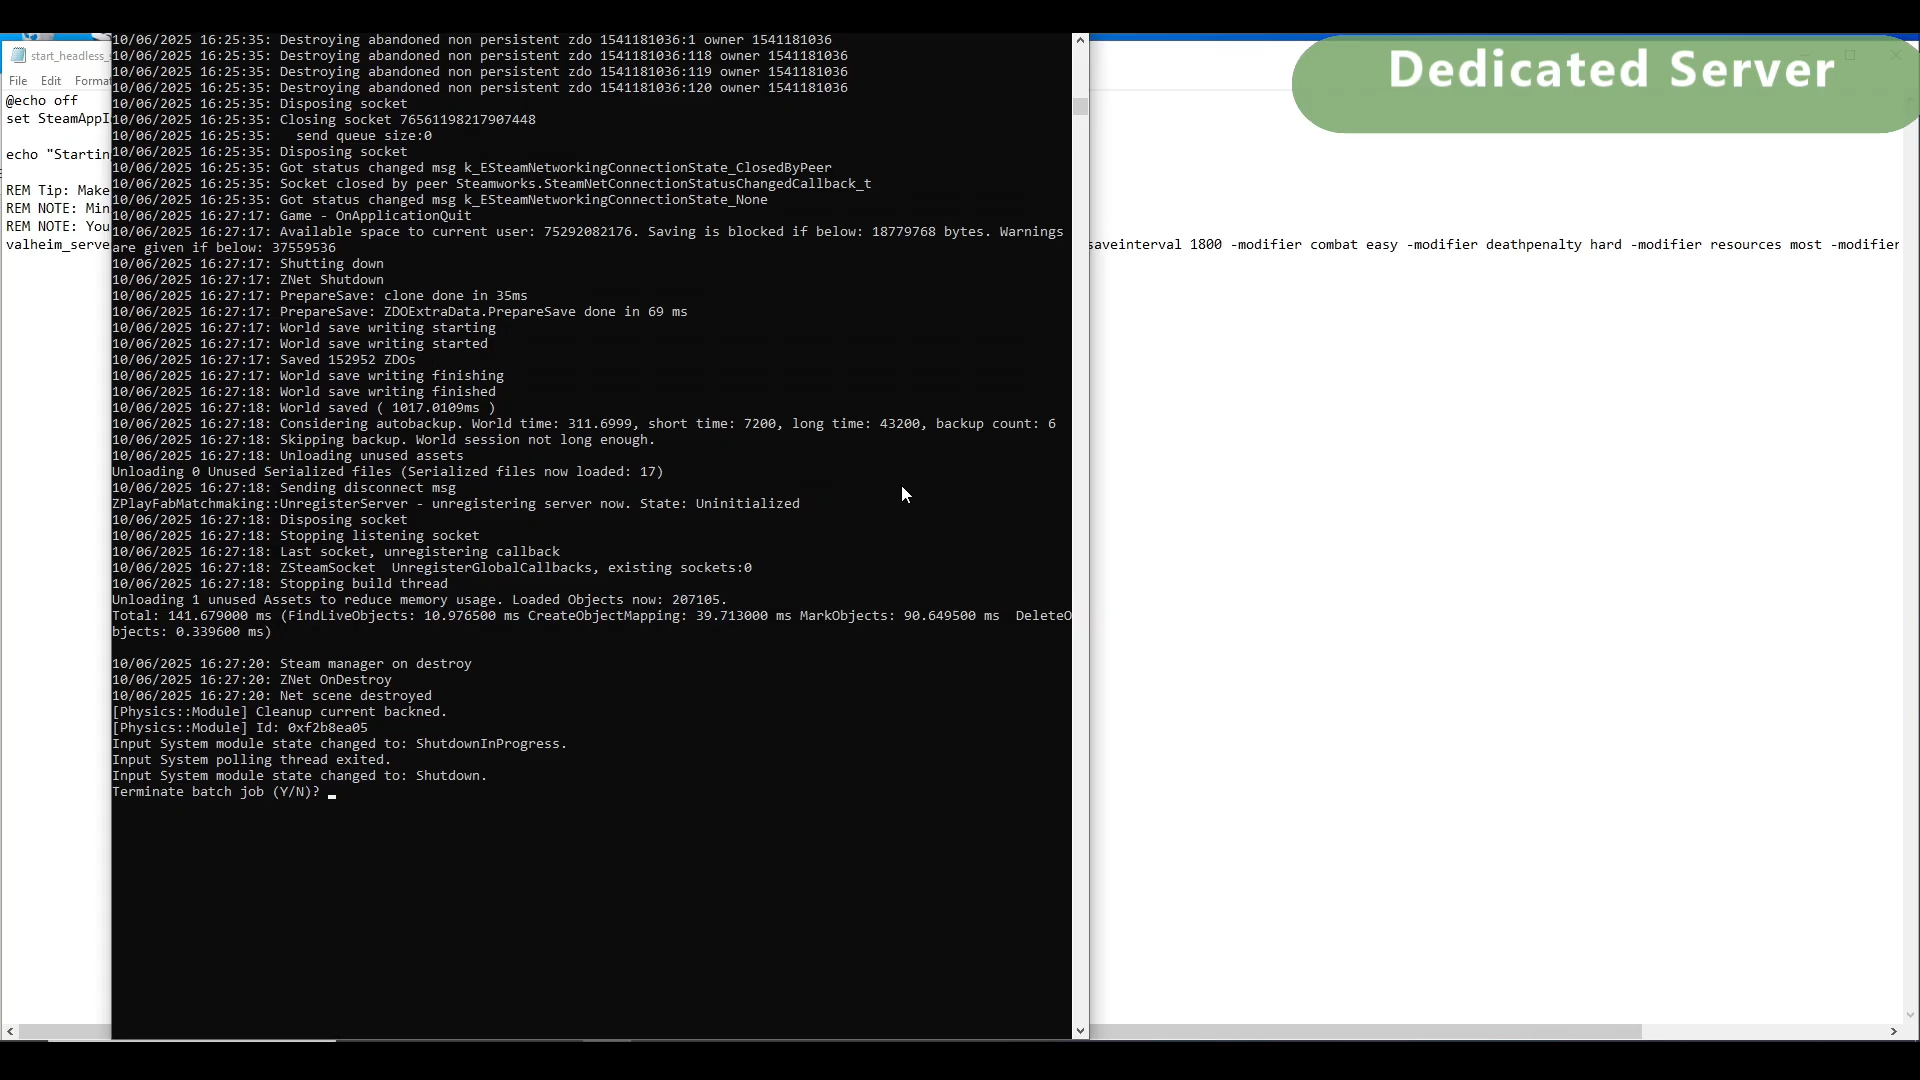 Dedicated Server
start_headless_s
File Edit Format
@echo off
set SteamAppI
echo "Startin
REM Tip: Make
REM NOTE: Min
REM NOTE: You
valheim_serve
saveinterval 1800 -modifier combat easy -modifier deathpenalty hard -modifier resources most -modifier
10/06/2025 16:25:35: Destroying abandoned non persistent zdo 1541181036:1 owner 1541181036
10/06/2025 16:25:35: Destroying abandoned non persistent zdo 1541181036:118 owner 1541181036
10/06/2025 16:25:35: Destroying abandoned non persistent zdo 1541181036:119 owner 1541181036
10/06/2025 16:25:35: Destroying abandoned non persistent zdo 1541181036:120 owner 1541181036
10/06/2025 16:25:35: Disposing socket
10/06/2025 16:25:35: Closing socket 76561198217907448
10/06/2025 16:25:35:   send queue size:0
10/06/2025 16:25:35: Disposing socket
10/06/2025 16:25:35: Got status changed msg k_ESteamNetworkingConnectionState_ClosedByPeer
10/06/2025 16:25:35: Socket closed by peer Steamworks.SteamNetConnectionStatusChangedCallback_t
10/06/2025 16:25:35: Got status changed msg k_ESteamNetworkingConnectionState_None
10/06/2025 16:27:17: Game - OnApplicationQuit
10/06/2025 16:27:17: Available space to current user: 75292082176. Saving is blocked if below: 18779768 bytes. Warnings
are given if below: 37559536
10/06/2025 16:27:17: Shutting down
10/06/2025 16:27:17: ZNet Shutdown
10/06/2025 16:27:17: PrepareSave: clone done in 35ms
10/06/2025 16:27:17: PrepareSave: ZDOExtraData.PrepareSave done in 69 ms
10/06/2025 16:27:17: World save writing starting
10/06/2025 16:27:17: World save writing started
10/06/2025 16:27:17: Saved 152952 ZDOs
10/06/2025 16:27:17: World save writing finishing
10/06/2025 16:27:18: World save writing finished
10/06/2025 16:27:18: World saved ( 1017.0109ms )
10/06/2025 16:27:18: Considering autobackup. World time: 311.6999, short time: 7200, long time: 43200, backup count: 6
10/06/2025 16:27:18: Skipping backup. World session not long enough.
10/06/2025 16:27:18: Unloading unused assets
Unloading 0 Unused Serialized files (Serialized files now loaded: 17)
10/06/2025 16:27:18: Sending disconnect msg
ZPlayFabMatchmaking::UnregisterServer - unregistering server now. State: Uninitialized
10/06/2025 16:27:18: Disposing socket
10/06/2025 16:27:18: Stopping listening socket
10/06/2025 16:27:18: Last socket, unregistering callback
10/06/2025 16:27:18: ZSteamSocket  UnregisterGlobalCallbacks, existing sockets:0
10/06/2025 16:27:18: Stopping build thread
Unloading 1 unused Assets to reduce memory usage. Loaded Objects now: 207105.
Total: 141.679000 ms (FindLiveObjects: 10.976500 ms CreateObjectMapping: 39.713000 ms MarkObjects: 90.649500 ms  DeleteO
bjects: 0.339600 ms)
10/06/2025 16:27:20: Steam manager on destroy
10/06/2025 16:27:20: ZNet OnDestroy
10/06/2025 16:27:20: Net scene destroyed
[Physics::Module] Cleanup current backned.
[Physics::Module] Id: 0xf2b8ea05
Input System module state changed to: ShutdownInProgress.
Input System polling thread exited.
Input System module state changed to: Shutdown.
Terminate batch job (Y/N)?